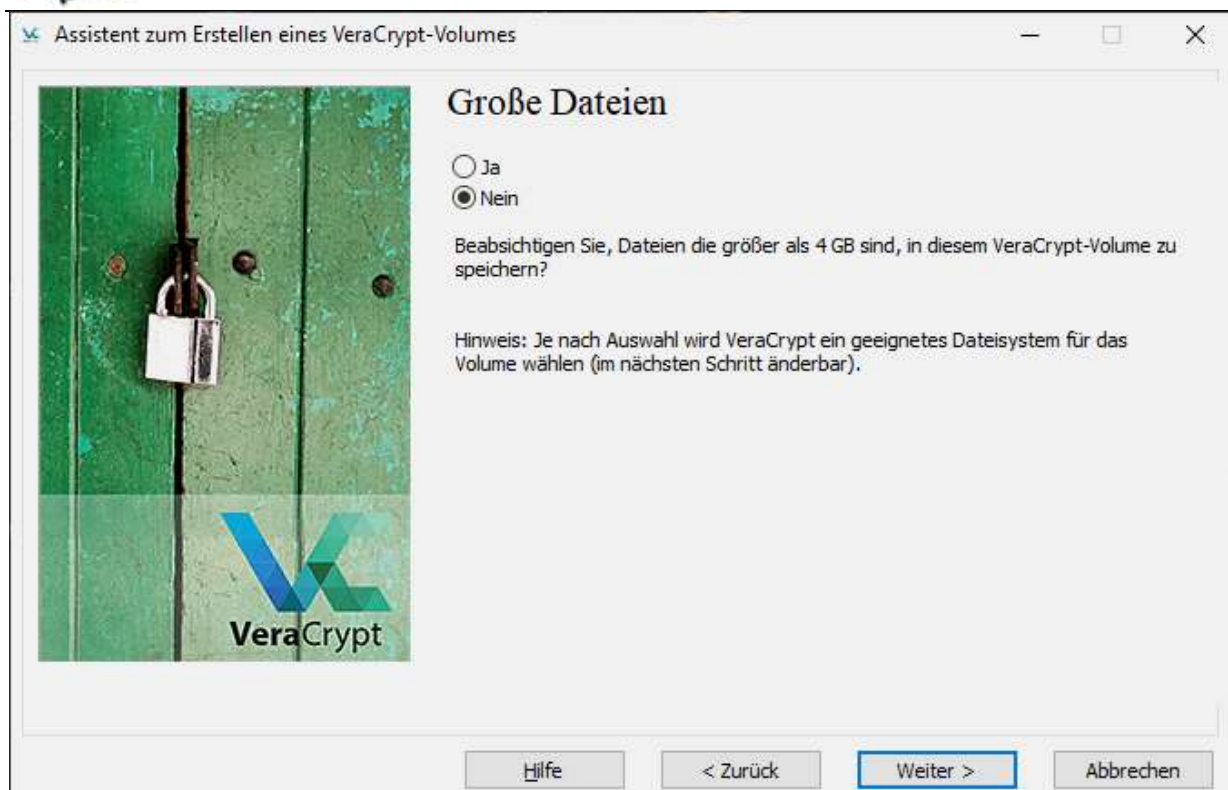 Assistent zum Erstellen eines VeraCrypt-Volumes
Große Dateien
Ja
Nein
Beabsichtigen Sie, Dateien die größer als 4 GB sind, in diesem VeraCrypt-Volume zu
speichern?
Hinweis: Je nach Auswahl wird VeraCrypt ein geeignetes Dateisystem für das
Volume wählen (im nächsten Schritt änderbar).
VeraCrypt
Hilfe
< Zurück
Weiter >
Abbrechen